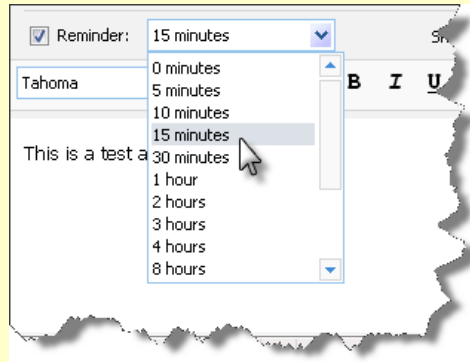 Reminder: 15 minutes
0 minutes
Tahoma B I U
5 minutes
10 minutes
15 minutes
This is a test a
30 minutes
1 hour
2 hours
3 hours
4 hours
8 hours